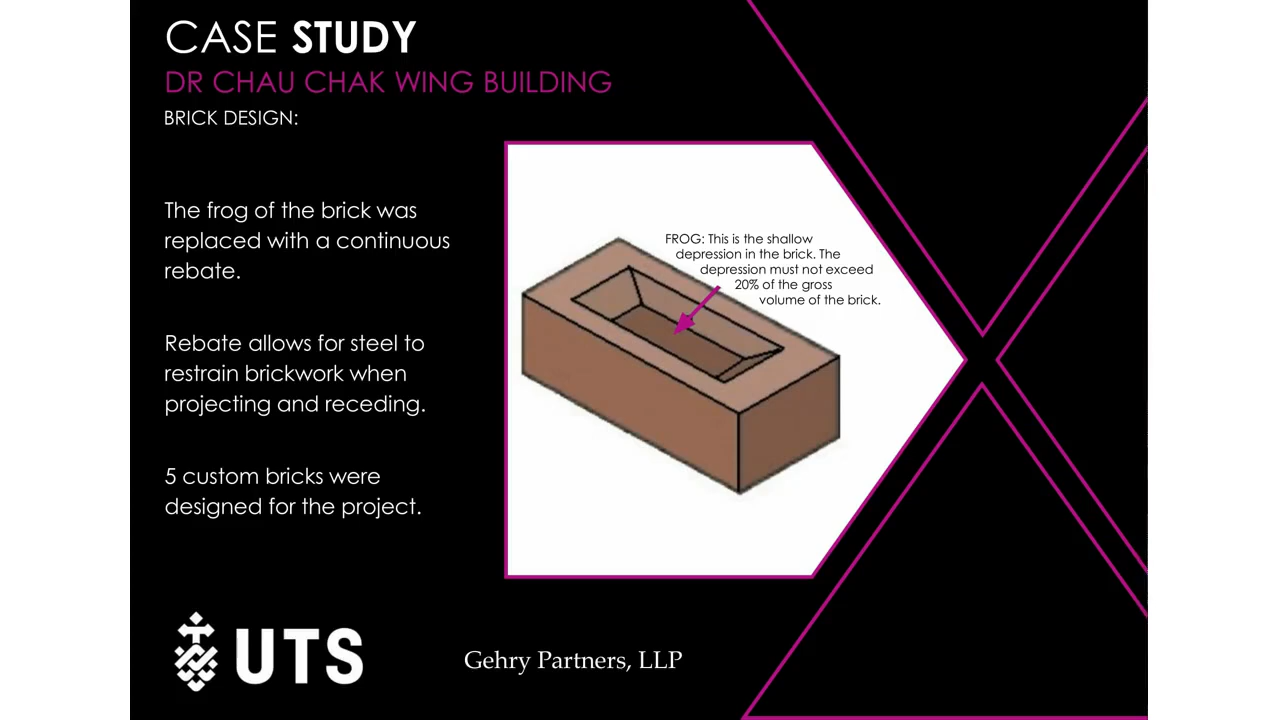 CASE STUDY
DR CHAU CHAK WING BUILDING
BRICK DESIGN:
The frog of the brick was
replaced with a continuous
rebate.
Rebate allows for steel to
restrain brickwork when
projecting and receding.
5 custom bricks were
designed for the project.
FROG: This is the shallow
depression in the brick. The
depression must not exceed
20% of the gross
volume of the brick.
UTS
Gehry Partners, LLP